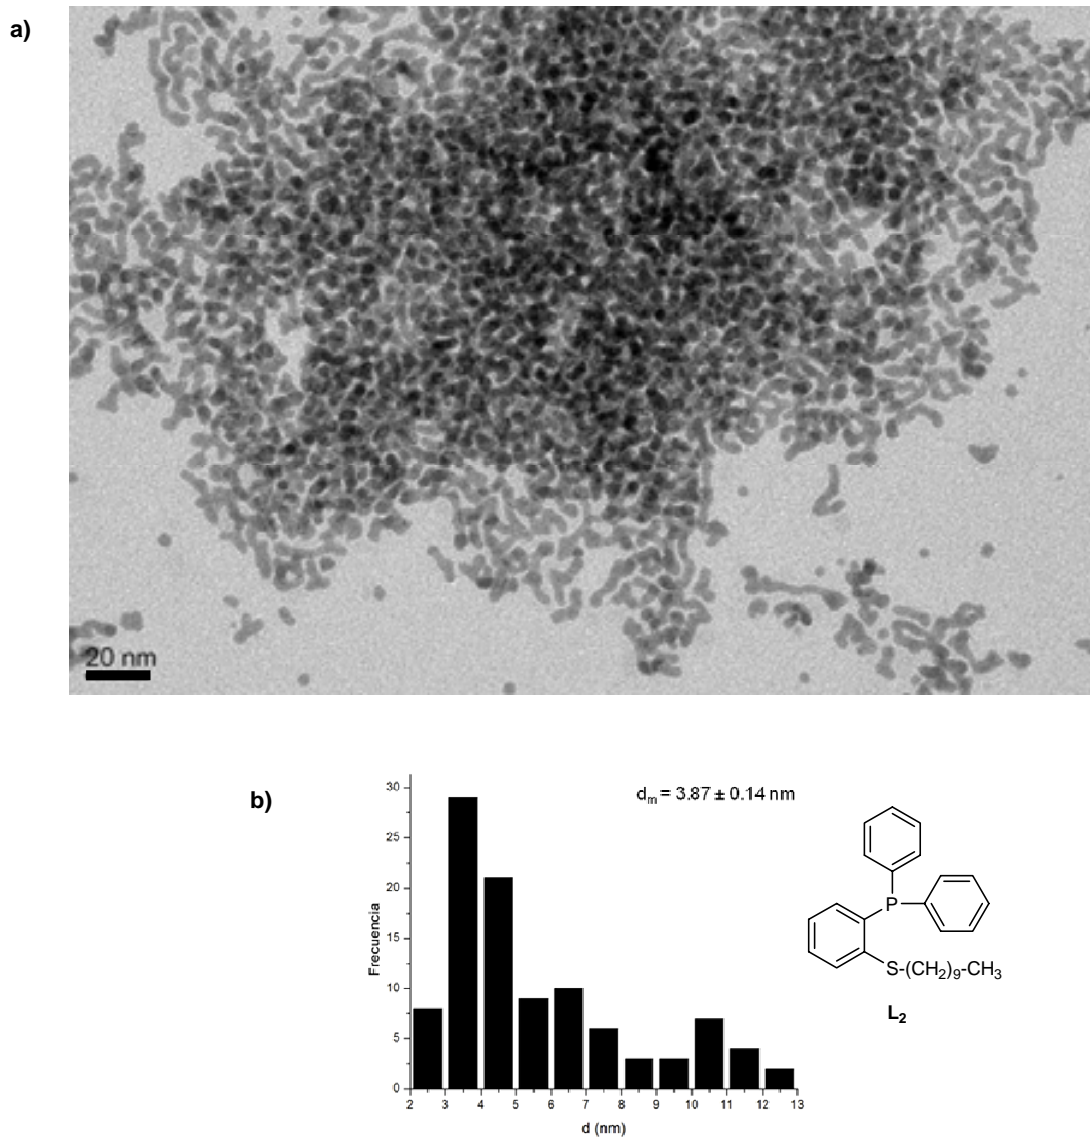 a)
20 nm
b)
dₘ = 3.87 ± 0.14 nm
30
25
20
15
10
5
0
Frecuencia
2 3 4 5 6 7 8 9 10 11 12 13
d (nm)
P
S-(CH₂)₉-CH₃
L₂